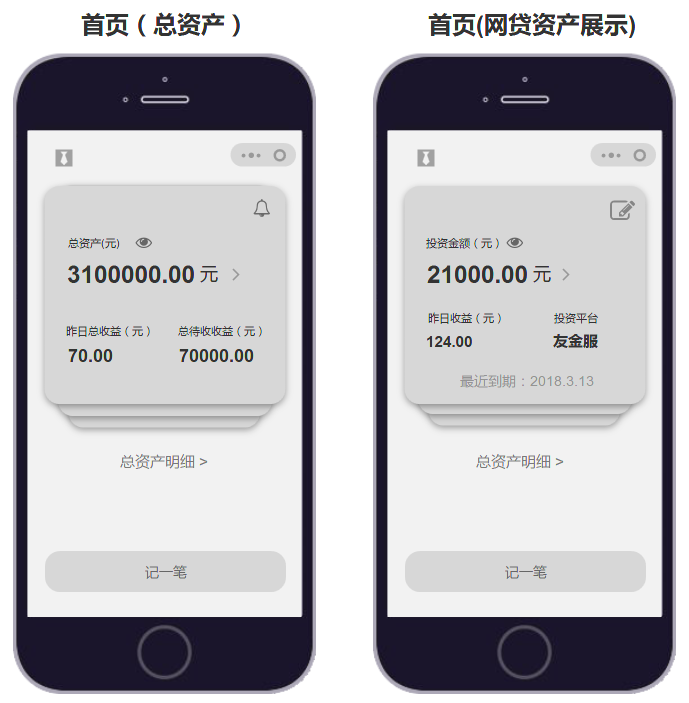 首页（总资产）
总资产(元)
3100000.00 元 >
昨日总收益（元） 总待收收益（元）
70.00 70000.00
总资产明细 >
记一笔
首页(网贷资产展示)
投资金额（元）
21000.00 元 >
昨日收益（元） 投资平台
124.00 友金服
最近到期：2018.3.13
总资产明细 >
记一笔